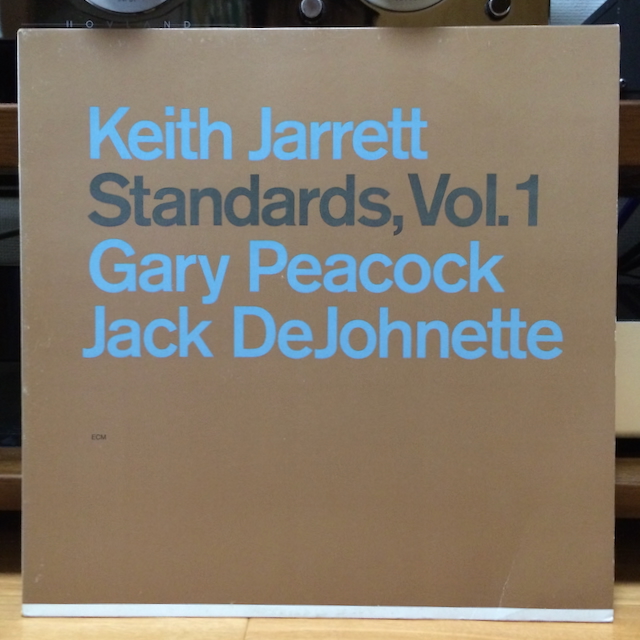 Keith Jarrett
Standards, Vol. 1
Gary Peacock
Jack DeJohnette
ECM